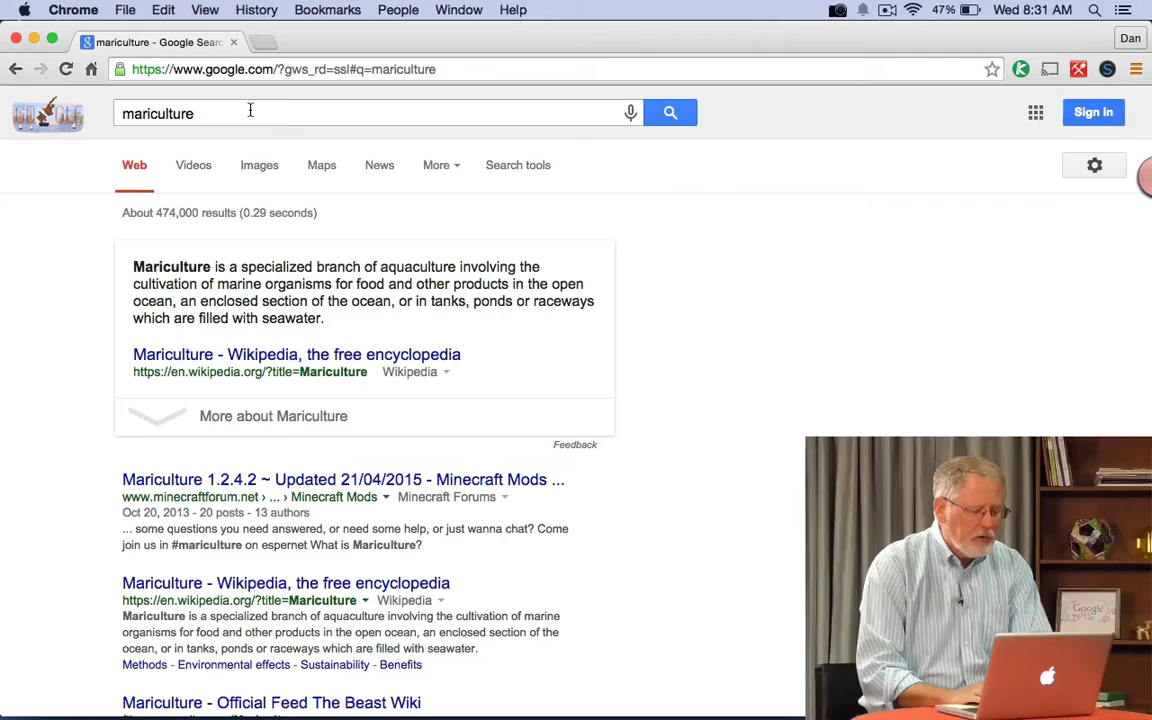 Chrome File Edit View History Bookmarks People Window Help 47% Wed 8:31 AM
mariculture - Google Sear
Dan
https://www.google.com/?gws_rd=ssl#q=mariculture
mariculture
Sign in
Web Videos Images Maps News More Search tools
About 474,000 results (0.29 seconds)
Mariculture is a specialized branch of aquaculture involving the
cultivation of marine organisms for food and other products in the open
ocean, an enclosed section of the ocean, or in tanks, ponds or raceways
which are filled with seawater.
Mariculture - Wikipedia, the free encyclopedia
https://en.wikipedia.org/?title=Mariculture Wikipedia
More about Mariculture
Feedback
Mariculture 1.2.4.2 ~ Updated 21/04/2015 - Minecraft Mods ...
www.minecraftforum.net › ... › Minecraft Mods Minecraft Forums
Oct 20, 2013 - 20 posts - 13 authors
... some questions you need answered, or need some help, or just wanna chat? Come
join us in #mariculture on espernet What is Mariculture?
Mariculture - Wikipedia, the free encyclopedia
https://en.wikipedia.org/?title=Mariculture Wikipedia
Mariculture is a specialized branch of aquaculture involving the cultivation of marine
organisms for food and other products in the open ocean, an enclosed section of the
ocean, or in tanks, ponds or raceways which are filled with seawater.
Methods - Environmental effects - Sustainability - Benefits
Mariculture - Official Feed The Beast Wiki
Google